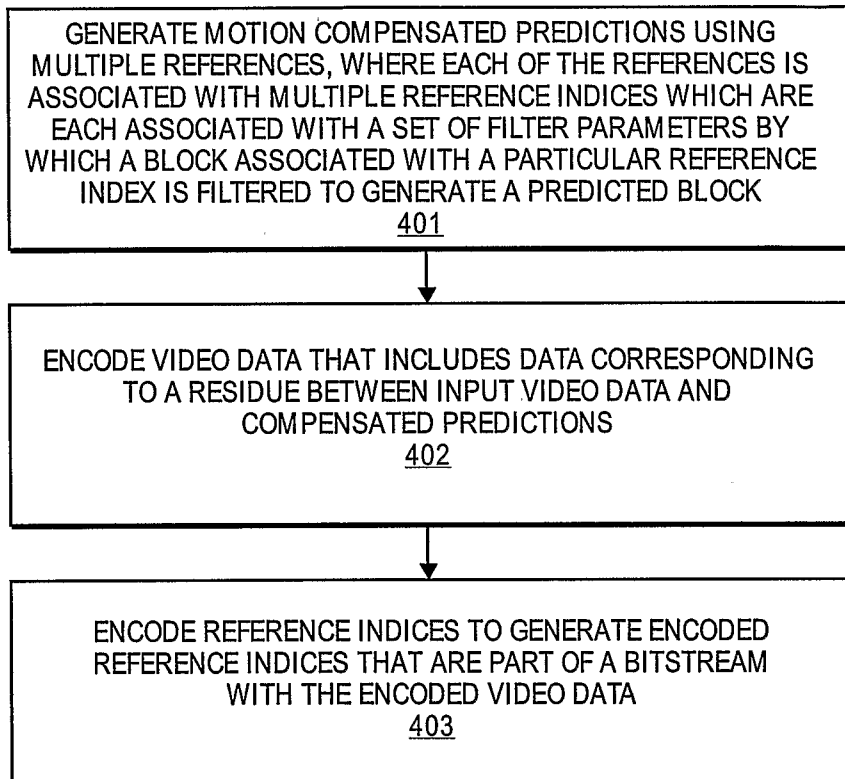 GENERATE MOTION COMPENSATED PREDICTIONS USING
MULTIPLE REFERENCES, WHERE EACH OF THE REFERENCES IS
ASSOCIATED WITH MULTIPLE REFERENCE INDICES WHICH ARE
EACH ASSOCIATED WITH A SET OF FILTER PARAMETERS BY
WHICH A BLOCK ASSOCIATED WITH A PARTICULAR REFERENCE
INDEX IS FILTERED TO GENERATE A PREDICTED BLOCK
401
ENCODE VIDEO DATA THAT INCLUDES DATA CORRESPONDING
TO A RESIDUE BETWEEN INPUT VIDEO DATA AND
COMPENSATED PREDICTIONS
402
ENCODE REFERENCE INDICES TO GENERATE ENCODED
REFERENCE INDICES THAT ARE PART OF A BITSTREAM
WITH THE ENCODED VIDEO DATA
403